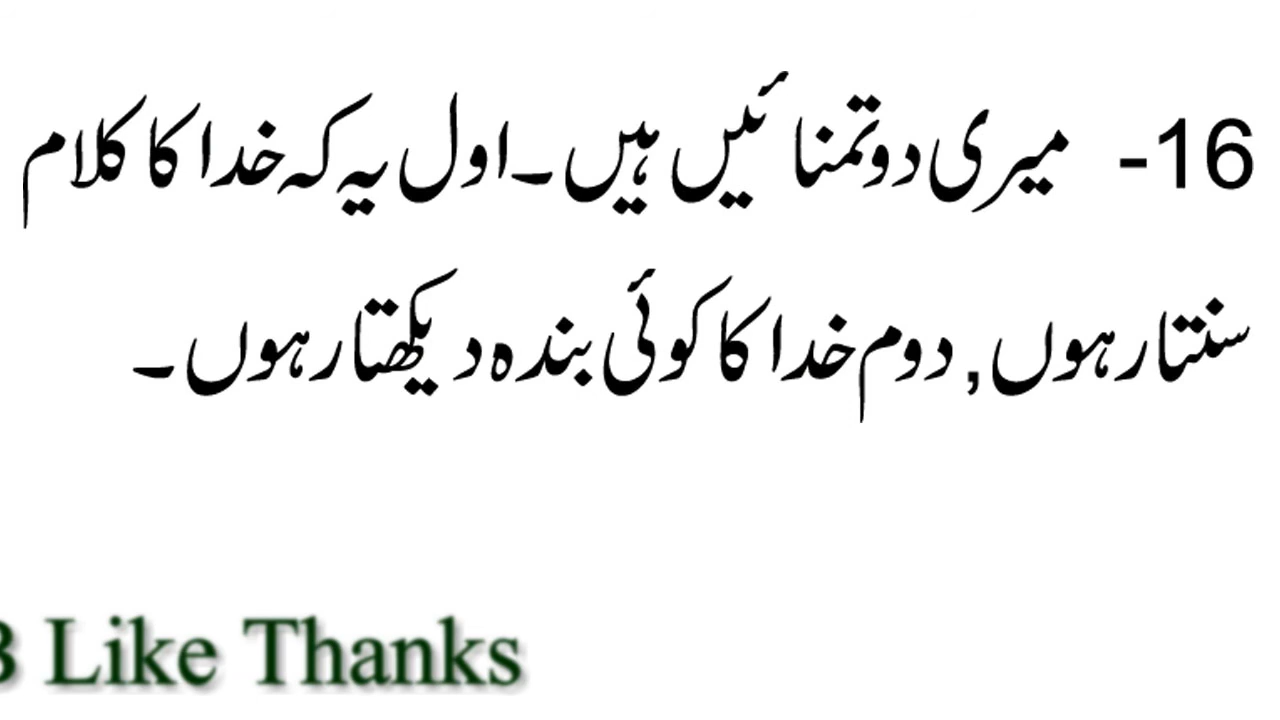 16- میری دو تمنائیں ہیں۔ اول یہ کہ خدا کا کلام
سنتا رہوں, دوم خدا کا کوئی بندہ دیکھتا رہوں۔
3 Like Thanks